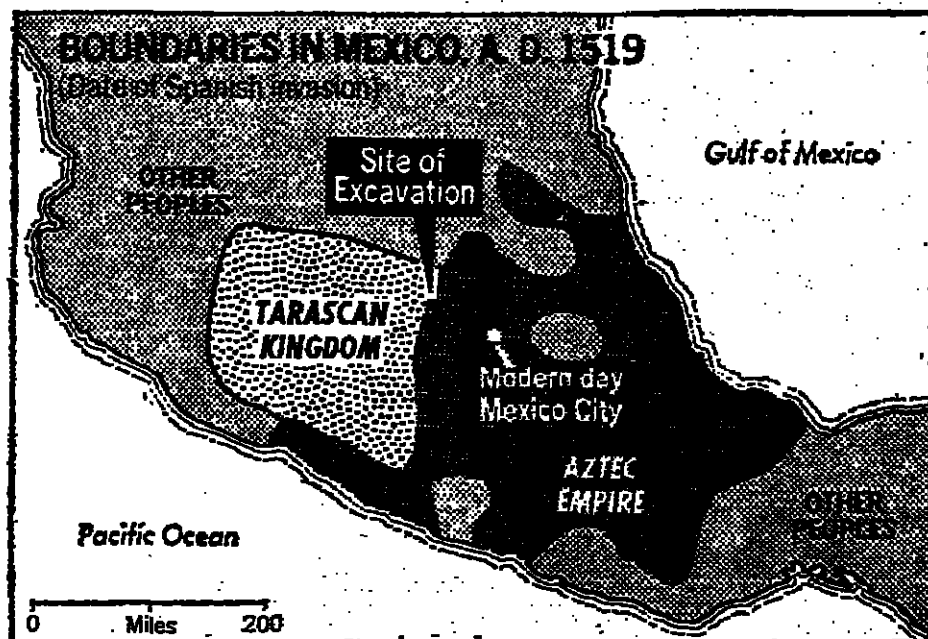 BOUNDARIES IN MEXICO, A. D. 1519
(Date of Spanish invasion)
Gulf of Mexico
Site of
Excavation
OTHER
PEOPLES
TARASCAN
KINGDOM
Modern day
Mexico City
AZTEC
EMPIRE
OTHER
PEOPLES
Pacific Ocean
0 Miles 200